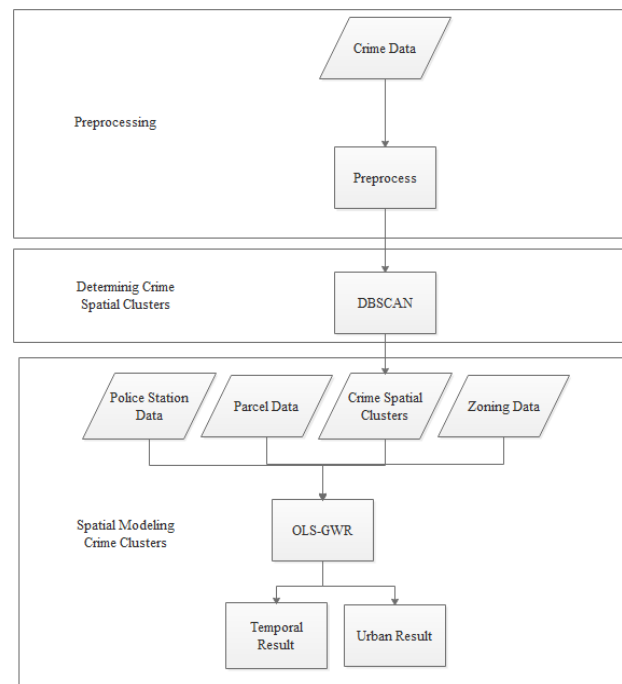 Crime Data
Preprocessing
Preprocess
Determinig Crime
Spatial Clusters
DBSCAN
Police Station
Data
Parcel Data
Crime Spatial
Clusters
Zoning Data
Spatial Modeling
Crime Clusters
OLS-GWR
Temporal
Result
Urban Result